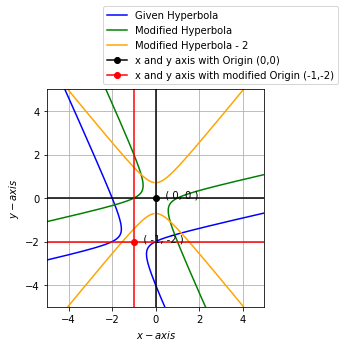 Given Hyperbola
Modified Hyperbola
Modified Hyperbola - 2
x and y axis with Origin (0,0)
x and y axis with modified Origin (-1,-2)
4
2
0
−2
−4
y − axis
( 0, 0 )
( -1, -2 )
−4 −2 0 2 4
x − axis